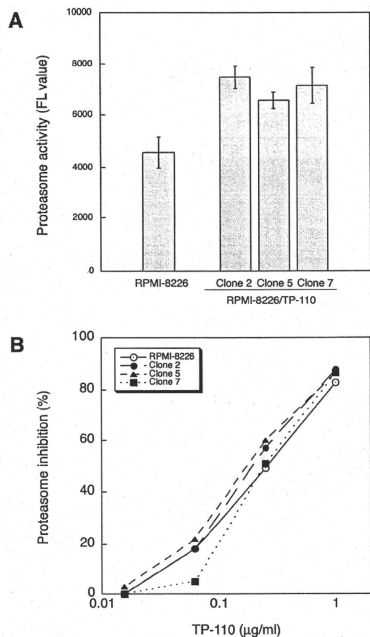 A
Proteasome activity (FL value)
10000
8000
6000
4000
2000
.0
RPMI-8226
Clone 2 Clone 5 Clone 7
RPMI-8226/TP-110
B
Proteasome inhibition (%)
100
80
60
40
20
0
RPMI-8226
Clone 2
Clone 5
Clone 7
0.01
0.1
1
TP-110 (μg/ml)